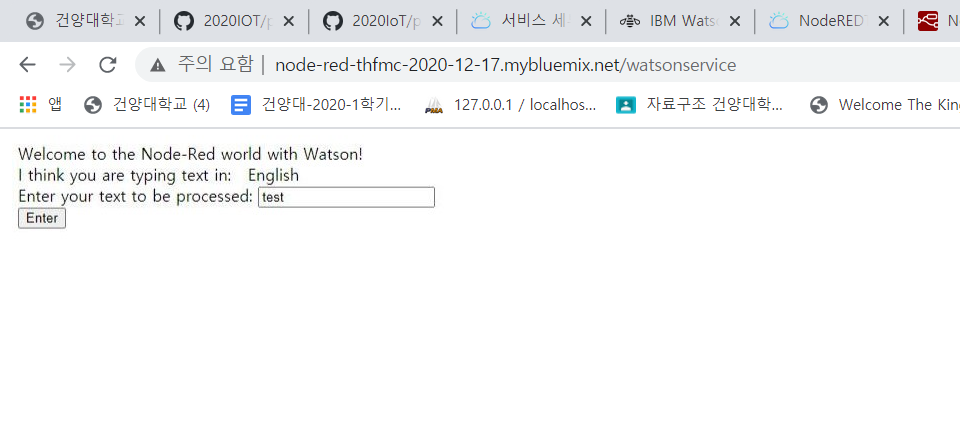 건양대학교
2020IOT/p
2020IoT/p
서비스 세
IBM Wats
NodeRED
N
주의 요함 | node-red-thfmc-2020-12-17.mybluemix.net/watsonservice
앱 건양대학교 (4) 건양대-2020-1학기... PMA 127.0.0.1 / localhos... 자료구조 건양대학... Welcome The King
Welcome to the Node-Red world with Watson!
I think you are typing text in: English
Enter your text to be processed: test
Enter